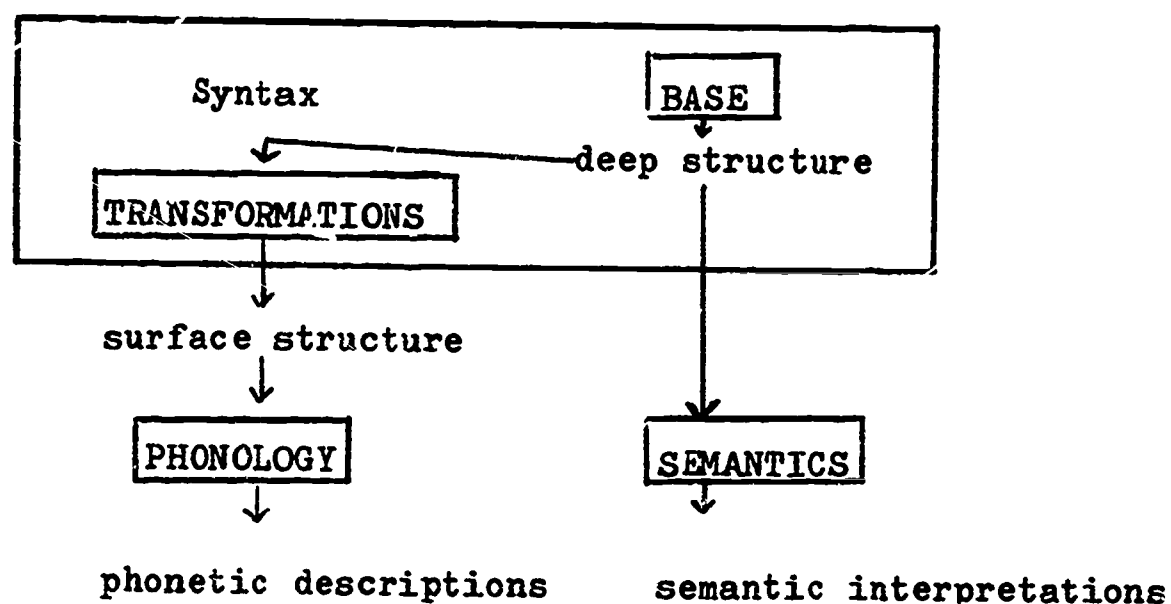 Syntax
BASE
deep structure
TRANSFORMATIONS
surface structure
PHONOLOGY
SEMANTICS
phonetic descriptions
semantic interpretations